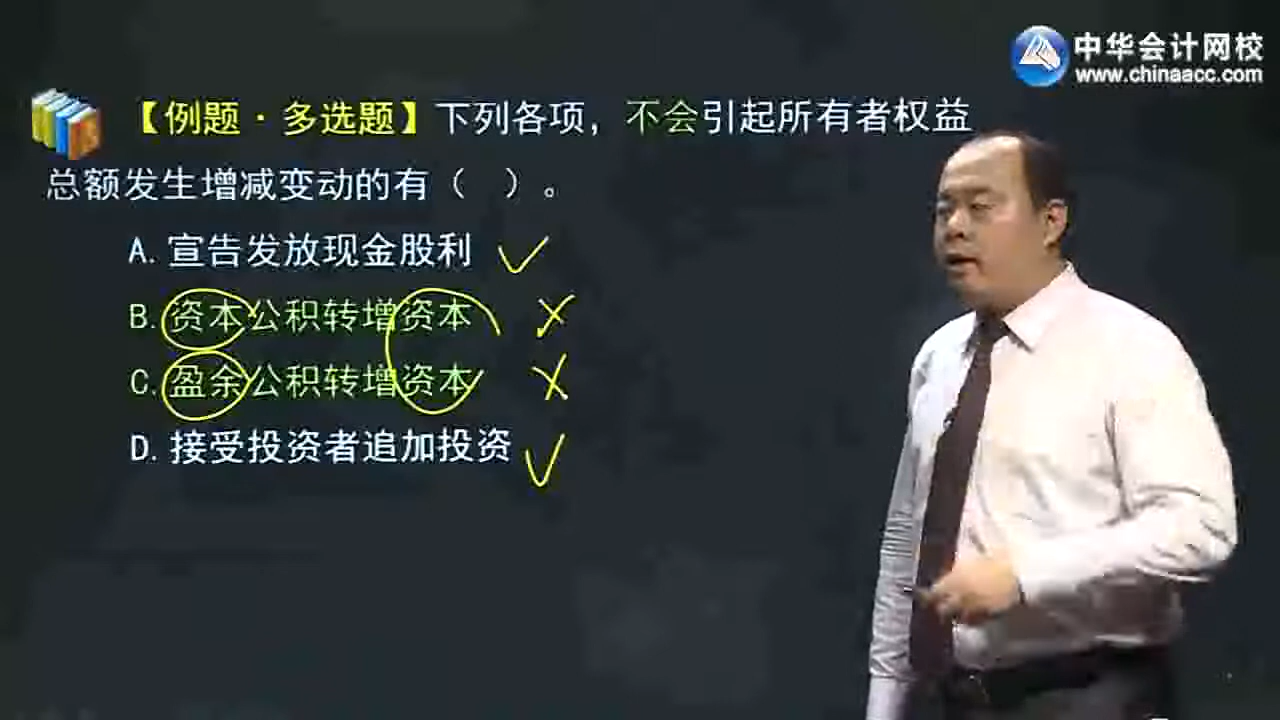 中华会计网校
www.chinaacc.com
【例题·多选题】下列各项，不会引起所有者权益
总额发生增减变动的有（ ）。
A. 宣告发放现金股利
B. 资本公积转增资本
C. 盈余公积转增资本
D. 接受投资者追加投资